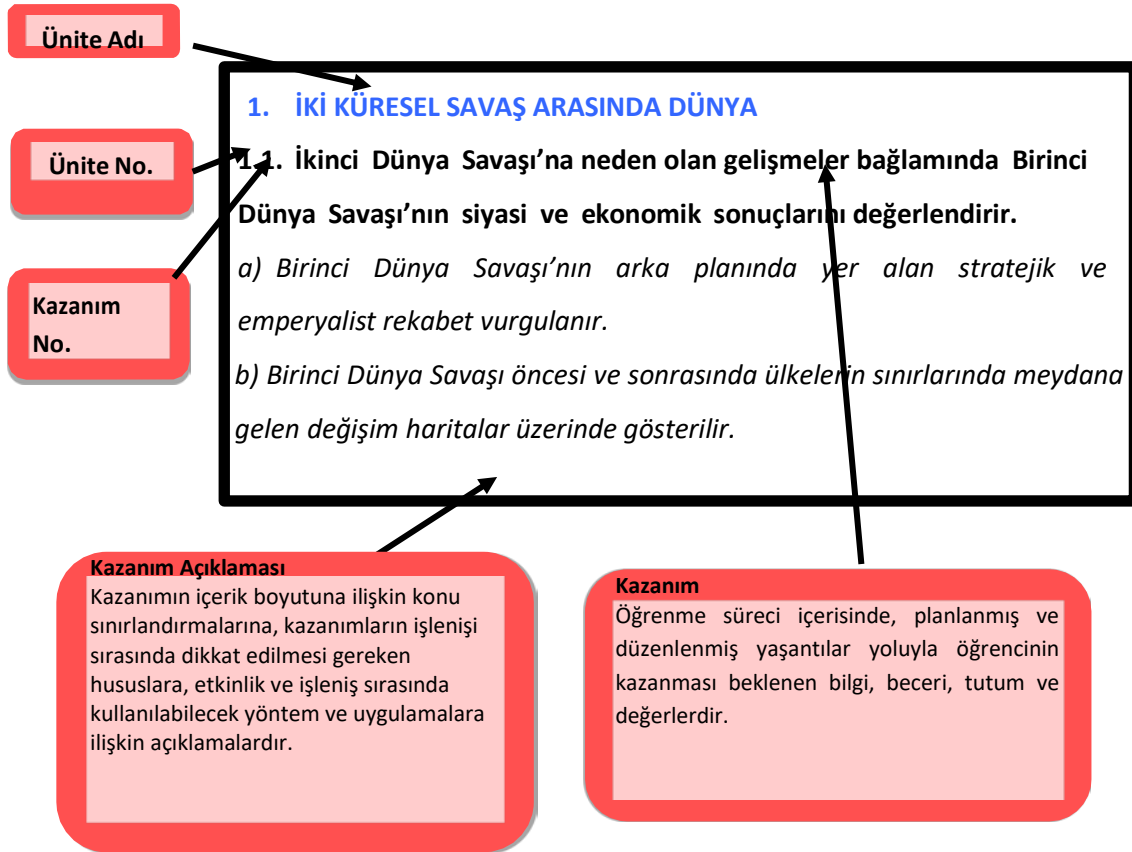 Ünite Adı
1. İKİ KÜRESEL SAVAŞ ARASINDA DÜNYA
Ünite No.
1.1. İkinci Dünya Savaşı’na neden olan gelişmeler bağlamında Birinci
Dünya Savaşı’nın siyasi ve ekonomik sonuçlarını değerlendirir.
a) Birinci Dünya Savaşı’nın arka planında yer alan stratejik ve
emperyalist rekabet vurgulanır.
Kazanım
No.
b) Birinci Dünya Savaşı öncesi ve sonrasında ülkelerin sınırlarında meydana
gelen değişim haritalar üzerinde gösterilir.
Kazanım Açıklaması
Kazanımın içerik boyutuna ilişkin konu
sınırlandırmalarına, kazanımların işlenişi
sırasında dikkat edilmesi gereken
hususlara, etkinlik ve işleniş sırasında
kullanılabilecek yöntem ve uygulamalara
ilişkin açıklamalardır.
Kazanım
Öğrenme süreci içerisinde, planlanmış ve
düzenlenmiş yaşantılar yoluyla öğrencinin
kazanması beklenen bilgi, beceri, tutum ve
değerlerdir.